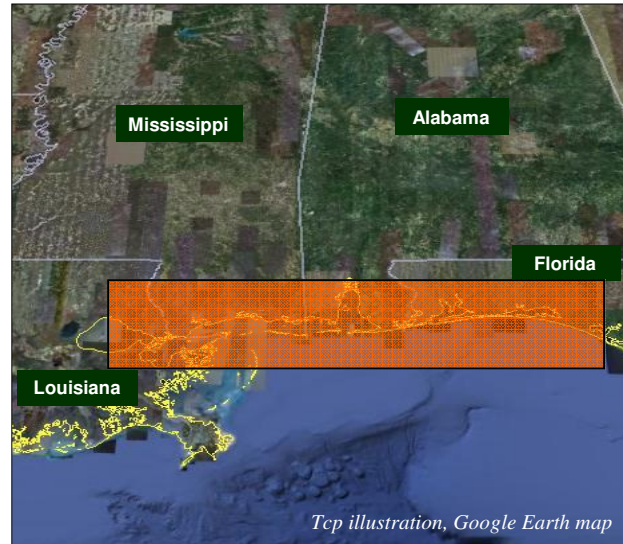 Mississippi
Alabama
Florida
Louisiana
Tcp illustration, Google Earth map